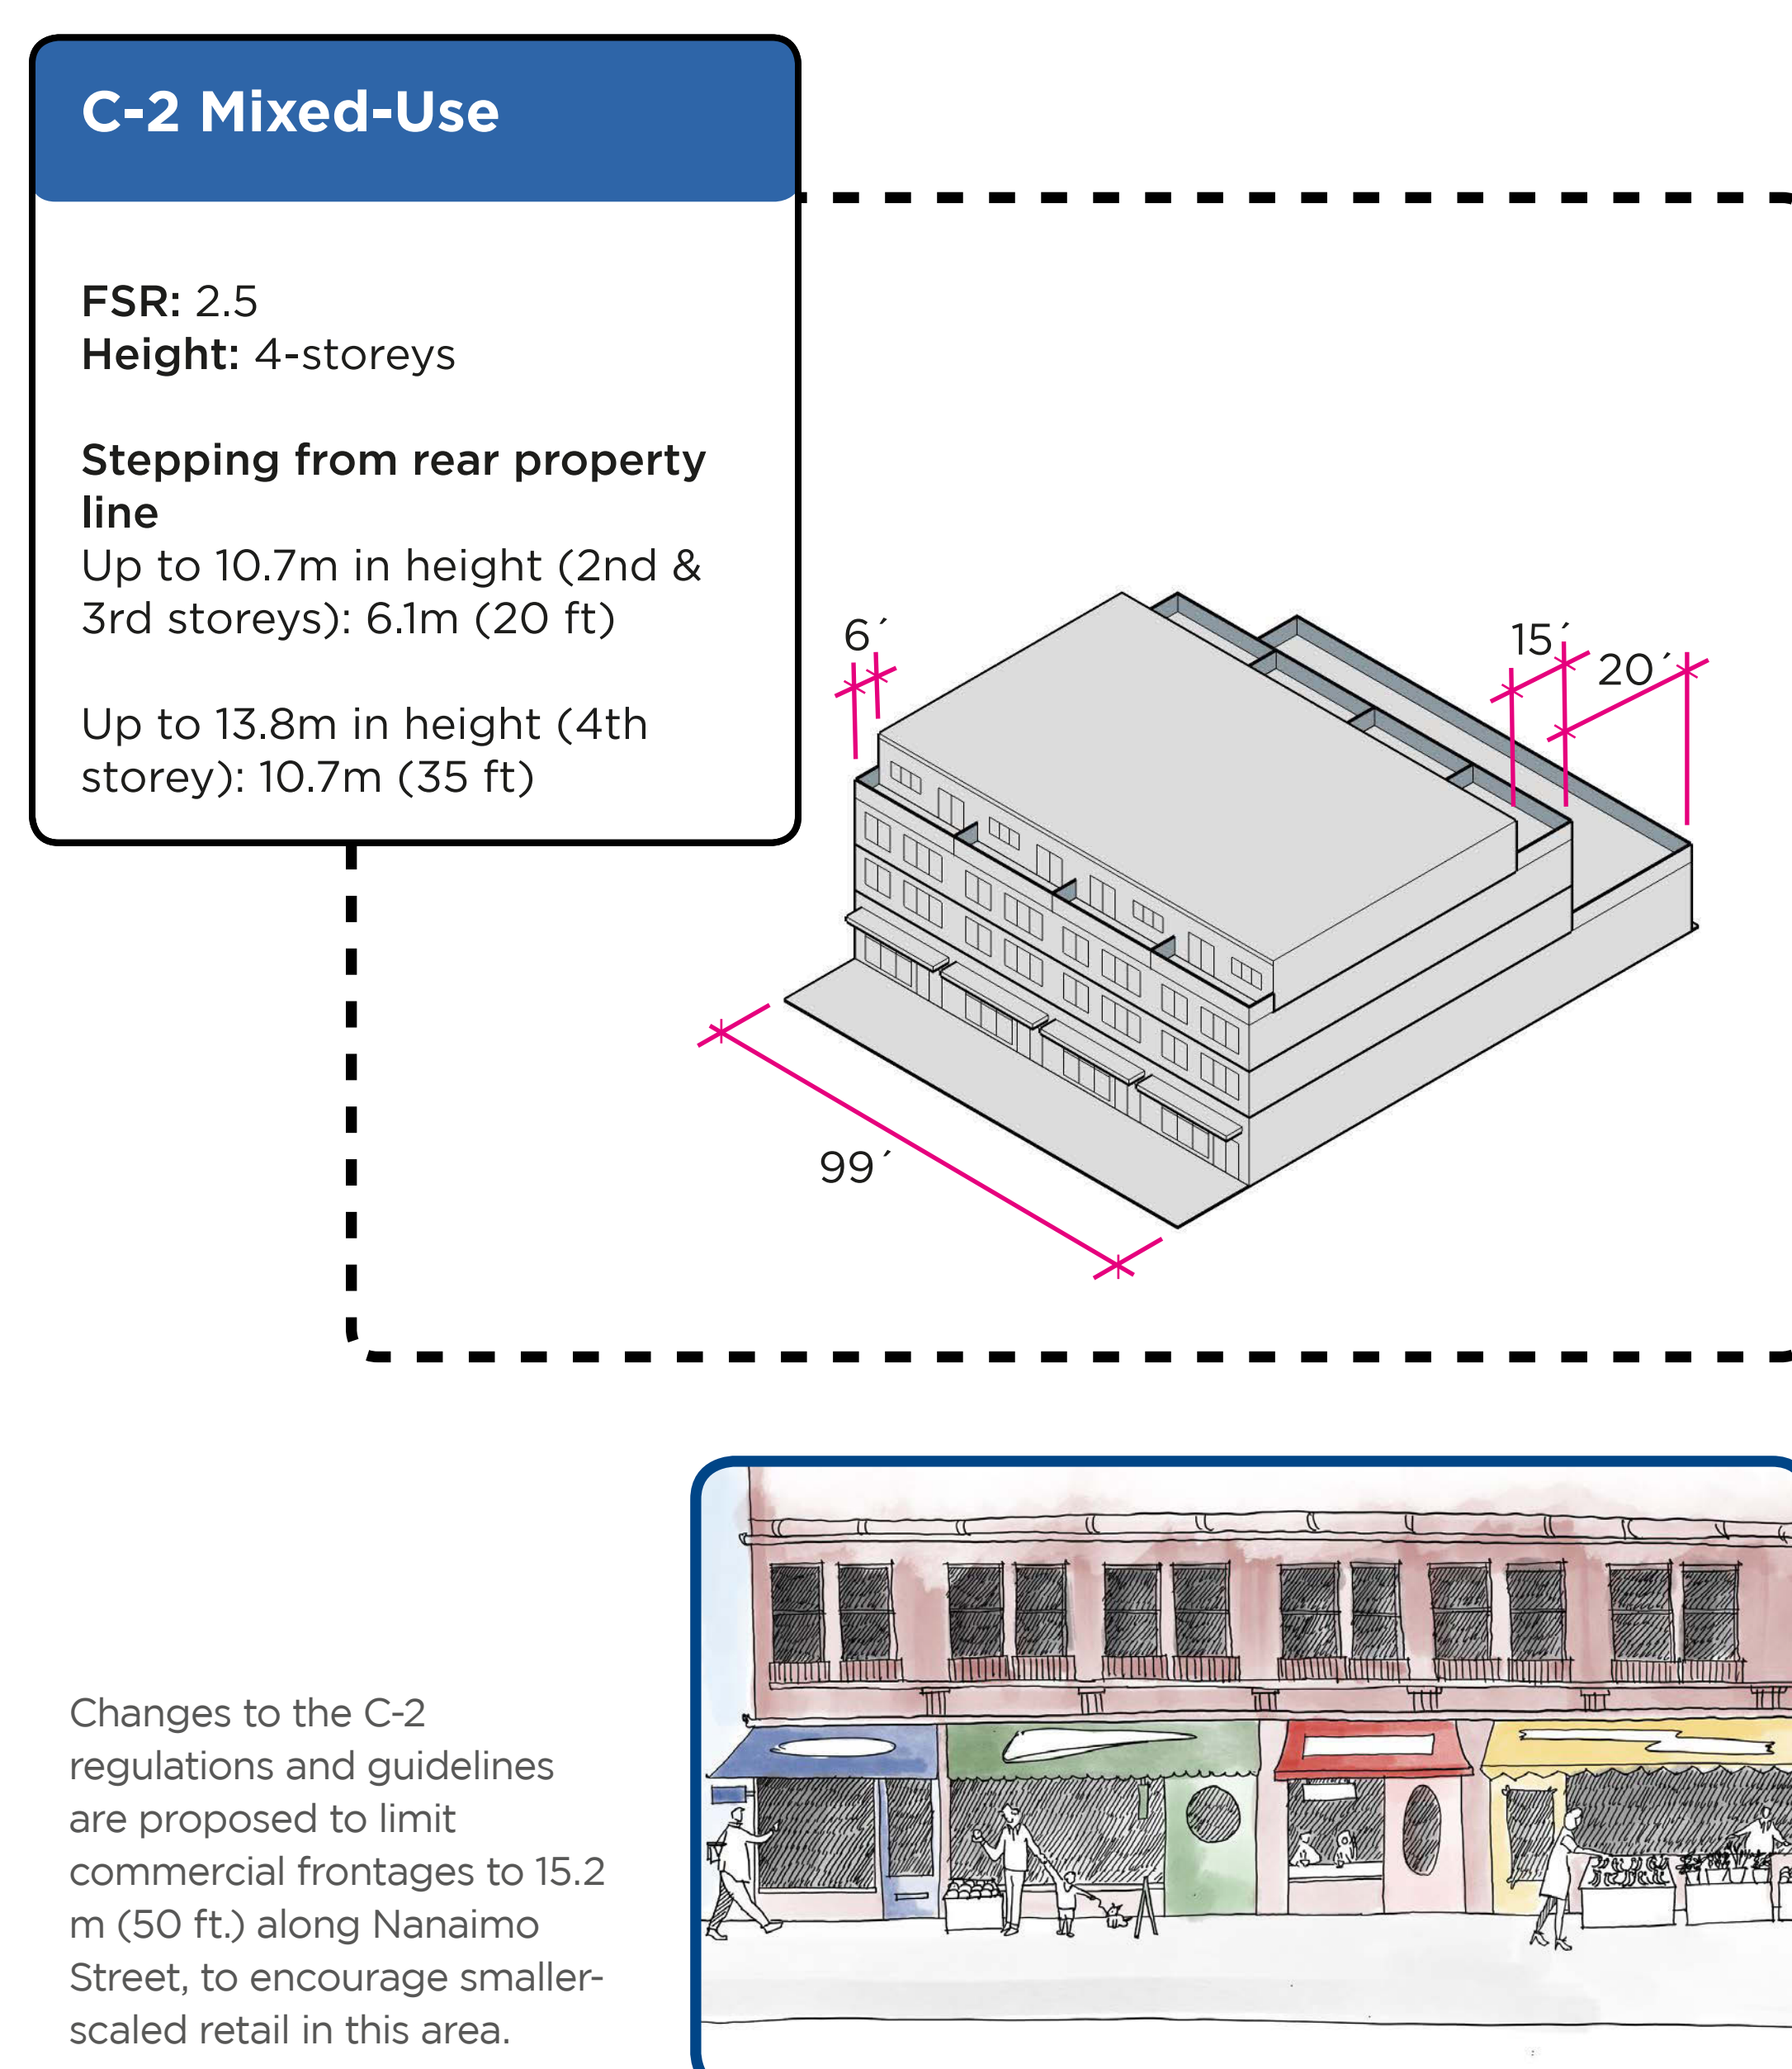 C-2 Mixed-Use
FSR: 2.5
Height: 4-storeys
Stepping from rear property
line
Up to 10.7m in height (2nd &
3rd storeys): 6.1m (20 ft)
Up to 13.8m in height (4th
storey): 10.7m (35 ft)
6´
15´
20´
99´
Changes to the C-2
regulations and guidelines
are proposed to limit
commercial frontages to 15.2
m (50 ft.) along Nanaimo
Street, to encourage smaller-
scaled retail in this area.